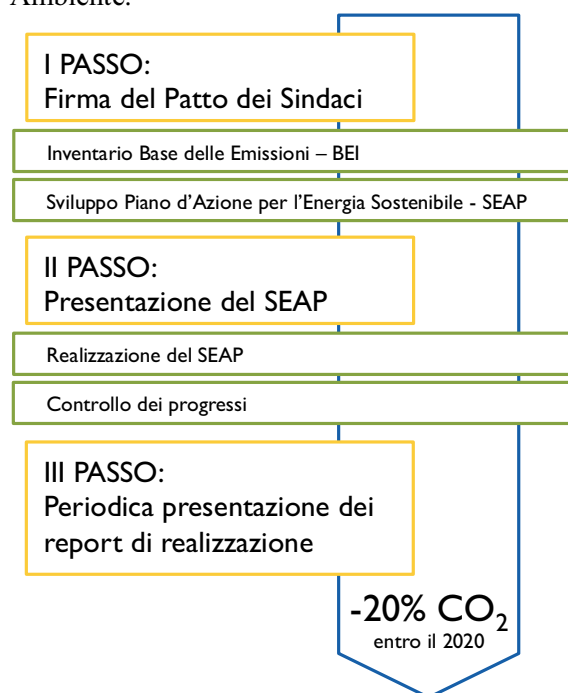 Ambiente.
I PASSO:
Firma del Patto dei Sindaci
Inventario Base delle Emissioni – BEI
Sviluppo Piano d’Azione per l’Energia Sostenibile - SEAP
II PASSO:
Presentazione del SEAP
Realizzazione del SEAP
Controllo dei progressi
III PASSO:
Periodica presentazione dei
report di realizzazione
-20% CO₂
entro il 2020